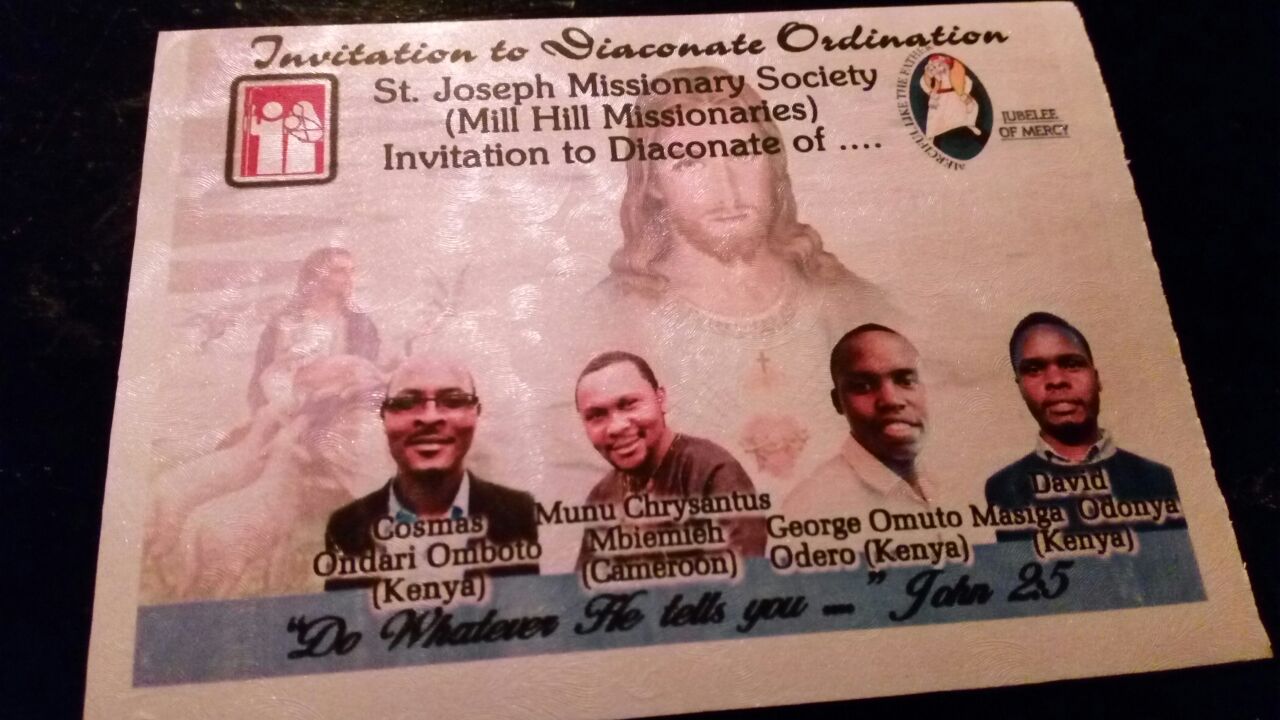 Invitation to Diaconate Ordination
St. Joseph Missionary Society
(Mill Hill Missionaries)
Invitation to Diaconate of ....
MERCIFUL LIKE THE FATHER
JUBELEE
OF MERCY
Cosmas
Ondari Omboto
(Kenya)
Munu Chrysantus
Mbiemieh
(Cameroon)
George Omuto
Odero (Kenya)
David
Masiga Odonya
(Kenya)
“Do Whatever He tells you ...” John 2:5